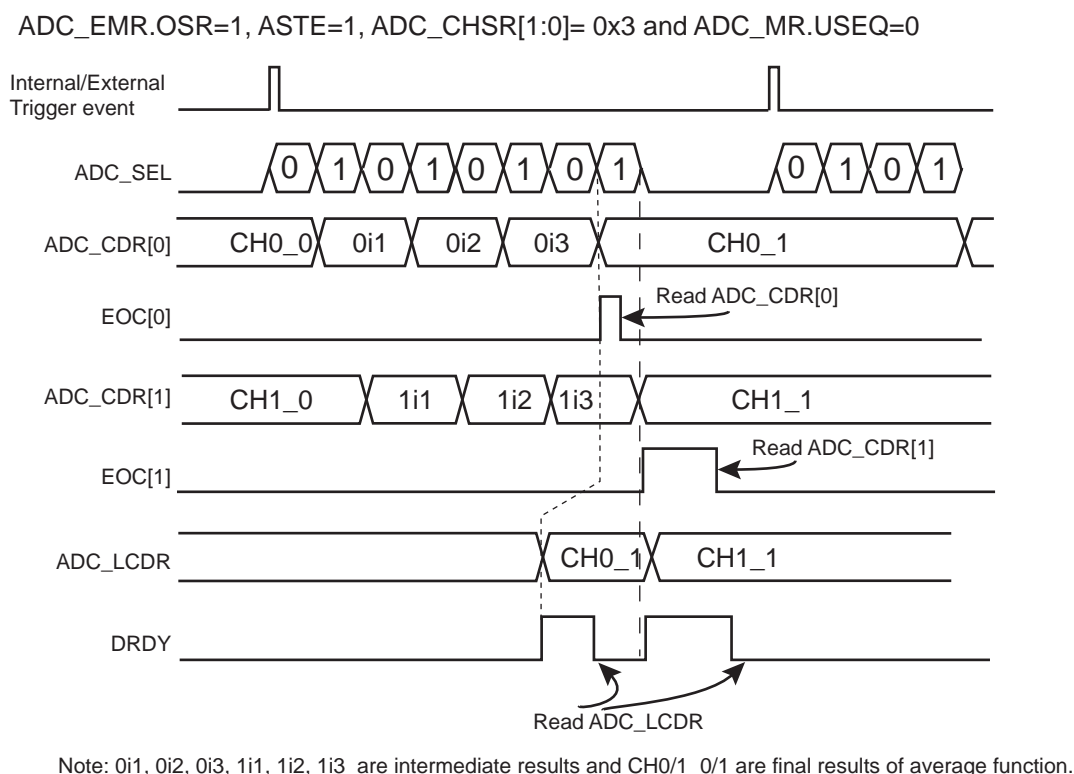 ADC_EMR.OSR=1, ASTE=1, ADC_CHSR[1:0]= 0x3 and ADC_MR.USEQ=0
Internal/External
Trigger event
ADC_SEL
0 1 0 1 0 1 0 1 0 1 0 1
ADC_CDR[0]
CH0_0 0i1 0i2 0i3 CH0_1
EOC[0]
Read ADC_CDR[0]
ADC_CDR[1]
CH1_0 1i1 1i2 1i3 CH1_1
EOC[1]
Read ADC_CDR[1]
ADC_LCDR
CH0_1 CH1_1
DRDY
Read ADC_LCDR
Note: 0i1, 0i2, 0i3, 1i1, 1i2, 1i3 are intermediate results and CH0/1_0/1 are final results of average function.